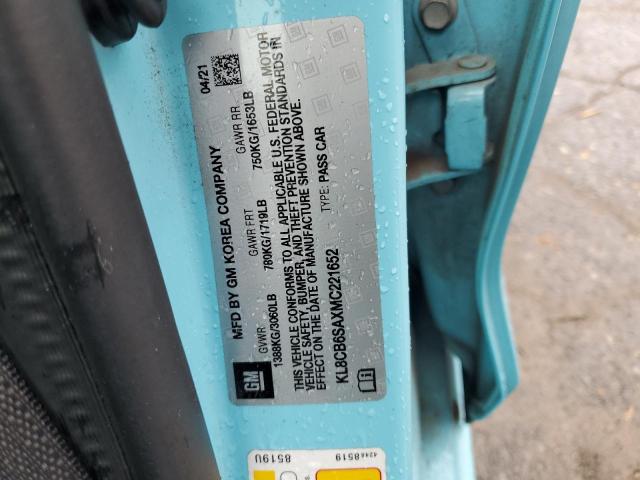 MFD BY GM KOREA COMPANY 04/21
GVWR GAWR FRT GAWR RR
1388KG/3060LB 780KG/1719LB 750KG/1653LB
THIS VEHICLE CONFORMS TO ALL APPLICABLE U.S. FEDERAL MOTOR
VEHICLE SAFETY, BUMPER, AND THEFT PREVENTION STANDARDS IN
EFFECT ON THE DATE OF MANUFACTURE SHOWN ABOVE.
TYPE: PASS CAR
KL8CB6SAXMC221652
GM
8519U
42448519